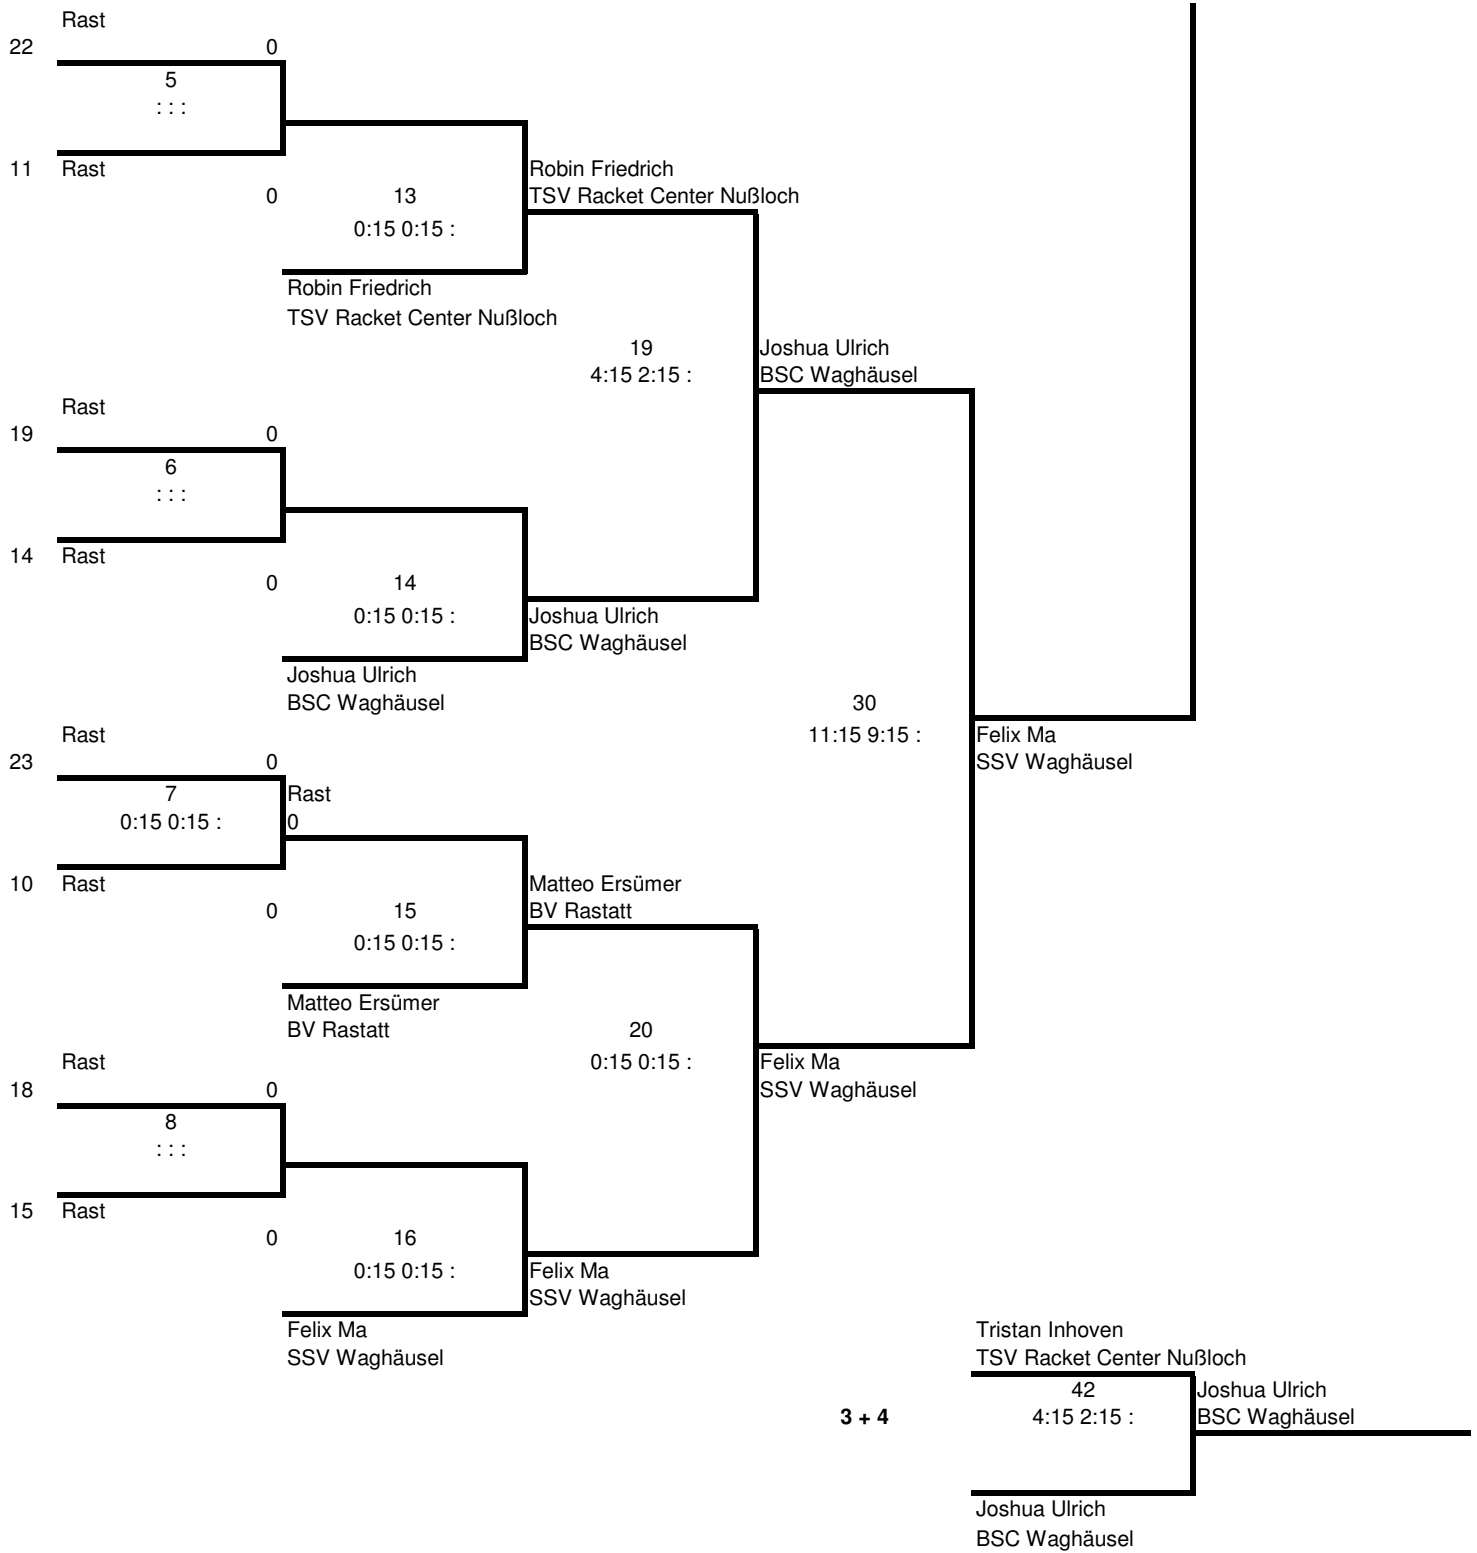 Rast
22 0
5
: : :
11 Rast
Robin Friedrich
0 13 TSV Racket Center Nußloch
0:15 0:15 :
Robin Friedrich
TSV Racket Center Nußloch
19 Joshua Ulrich
4:15 2:15 : BSC Waghäusel
Rast
19 0
6
: : :
14 Rast
0 14
0:15 0:15 : Joshua Ulrich
BSC Waghäusel
Joshua Ulrich
BSC Waghäusel
30
Rast
11:15 9:15 : Felix Ma
23 0 SSV Waghäusel
7 Rast
0:15 0:15 : 0
10 Rast Matteo Ersümer
0 15 BV Rastatt
0:15 0:15 :
Matteo Ersümer
BV Rastatt 20
Rast 0:15 0:15 : Felix Ma
18 0 SSV Waghäusel
8
: : :
15 Rast
0 16
0:15 0:15 : Felix Ma
SSV Waghäusel
Felix Ma Tristan Inhoven
SSV Waghäusel TSV Racket Center Nußloch
42 Joshua Ulrich
3 + 4 4:15 2:15 : BSC Waghäusel
Joshua Ulrich
BSC Waghäusel